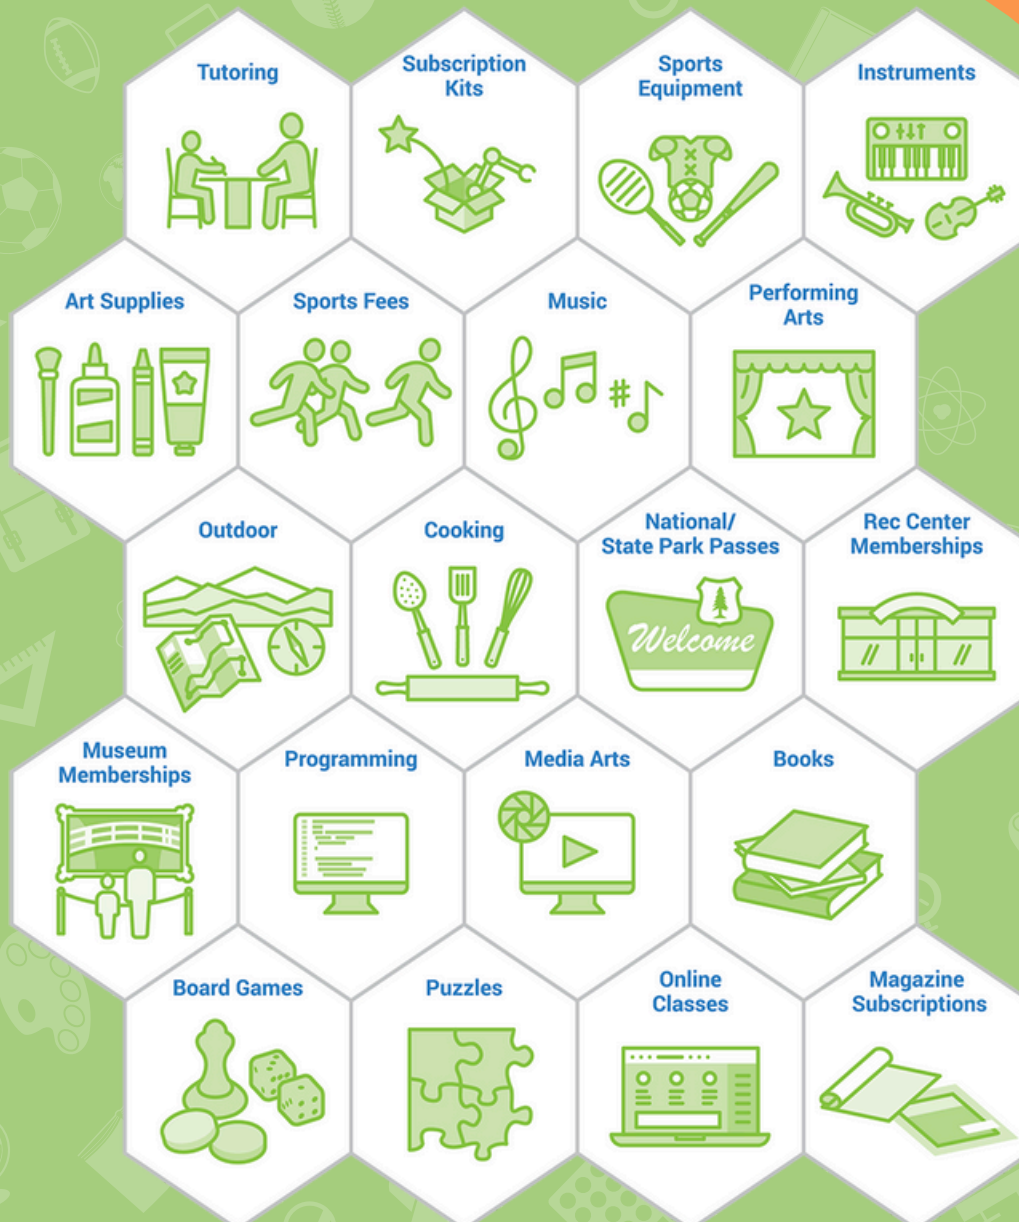 Tutoring
Subscription
Kits
Sports
Equipment
Instruments
Art Supplies
Sports Fees
Music
Performing
Arts
Outdoor
Cooking
National/
State Park Passes
Welcome
Rec Center
Memberships
Museum
Memberships
Programming
Media Arts
Books
Board Games
Puzzles
Online
Classes
Magazine
Subscriptions